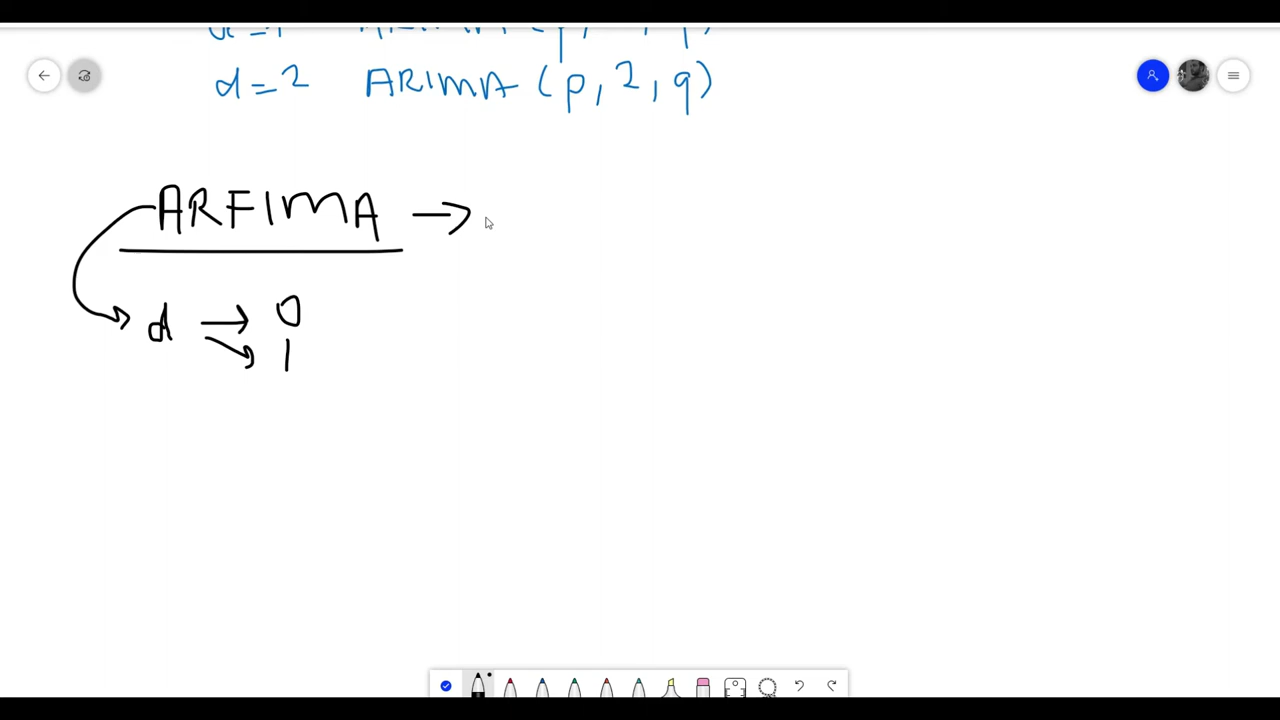 d=2 ARIMA (p, 2, q)
ARFIMA →
d → 0
1